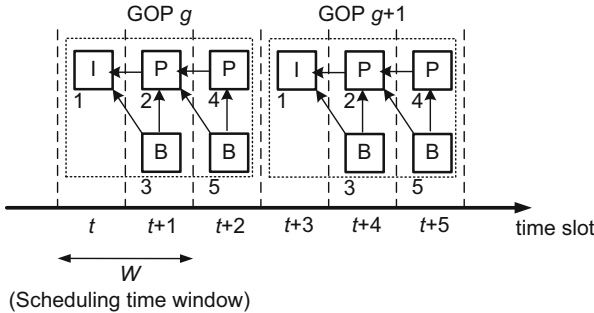 GOP g GOP g+1
I P P I P P
1 2 4 1 2 4
B B B B
3 5 3 5
t t+1 t+2 t+3 t+4 t+5 time slot
W
(Scheduling time window)